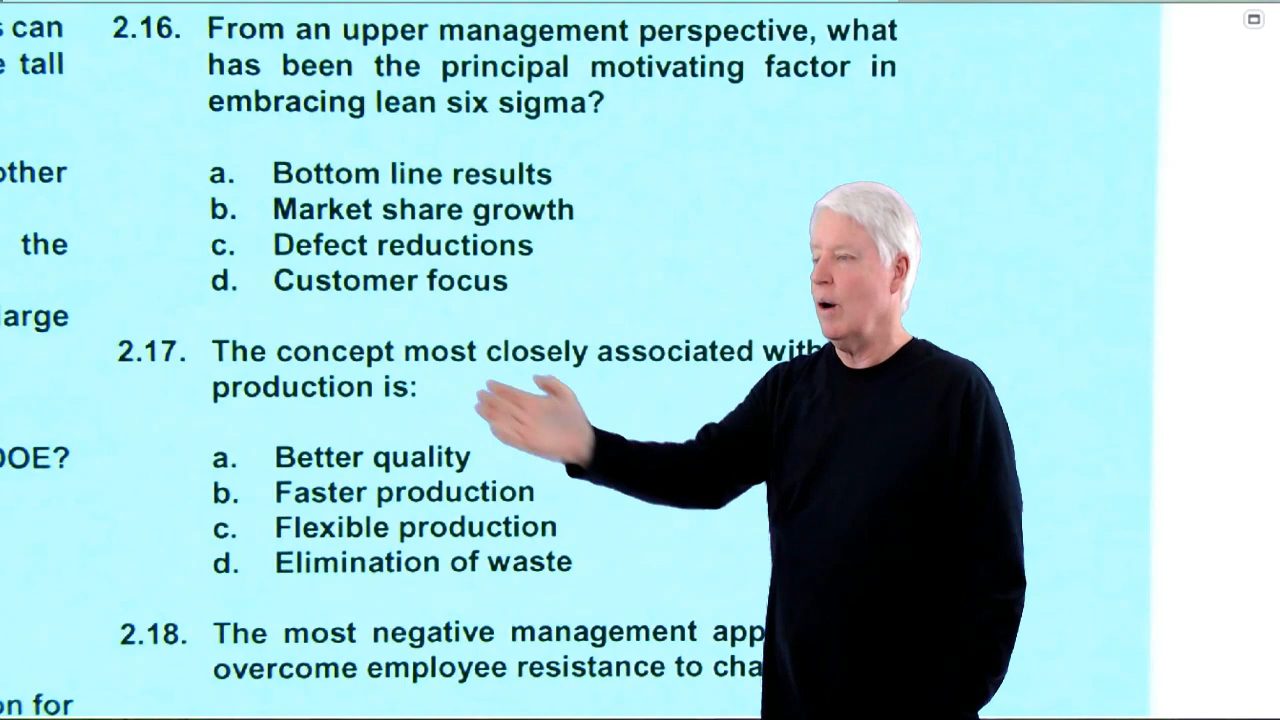 s can
e tall
other
the
large
DOE?
on for
2.16. From an upper management perspective, what
has been the principal motivating factor in
embracing lean six sigma?
a. Bottom line results
b. Market share growth
c. Defect reductions
d. Customer focus
2.17. The concept most closely associated with
production is:
a. Better quality
b. Faster production
c. Flexible production
d. Elimination of waste
2.18. The most negative management app
overcome employee resistance to cha